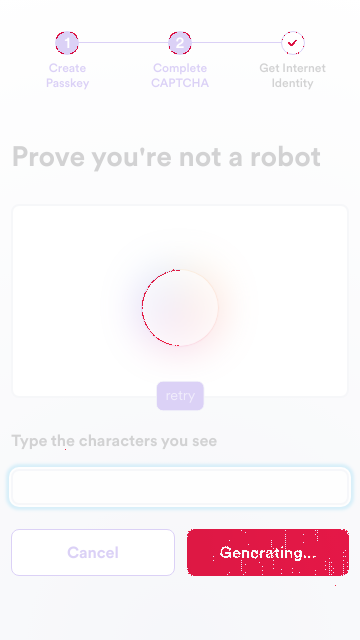 1
2
Create
Passkey
Complete
CAPTCHA
Get Internet
Identity
Prove you're not a robot
retry
Type the characters you see
Cancel
Generating...